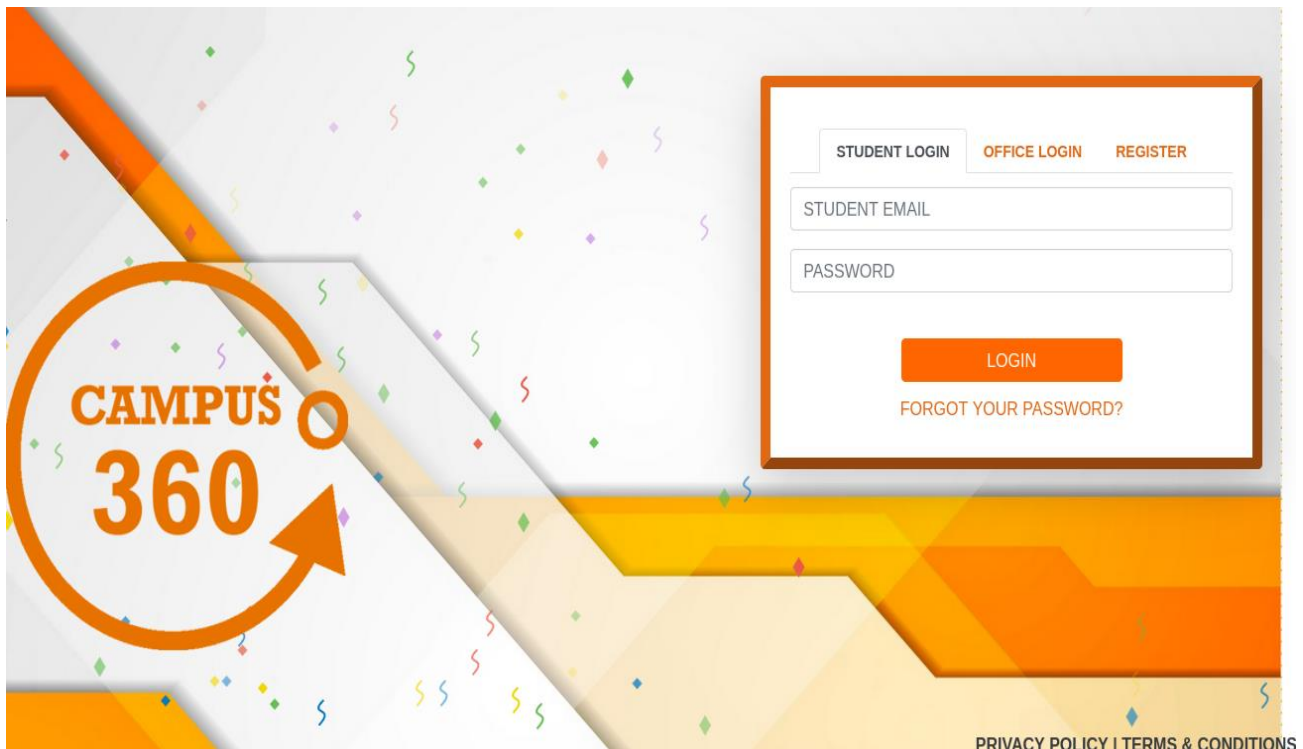 STUDENT LOGIN OFFICE LOGIN REGISTER
STUDENT EMAIL
PASSWORD
LOGIN
FORGOT YOUR PASSWORD?
CAMPUS
360
PRIVACY POLICY | TERMS & CONDITIONS